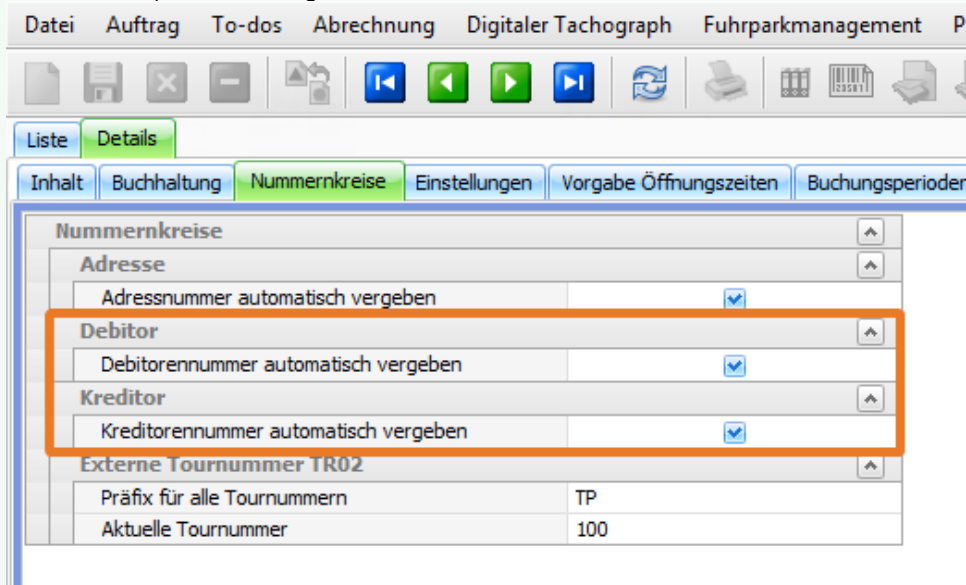 Datei Auftrag To-dos Abrechnung Digitaler Tachograph Fuhrparkmanagement P
Liste Details
Inhalt Buchhaltung Nummernkreise Einstellungen Vorgabe Öffnungszeiten Buchungsperioden
Nummernkreise
Adresse
Adressnummer automatisch vergeben
Debitor
Debitorennummer automatisch vergeben
Kreditor
Kreditorennummer automatisch vergeben
Externe Tournummer TR02
Präfix für alle Tournummern TP
Aktuelle Tournummer 100